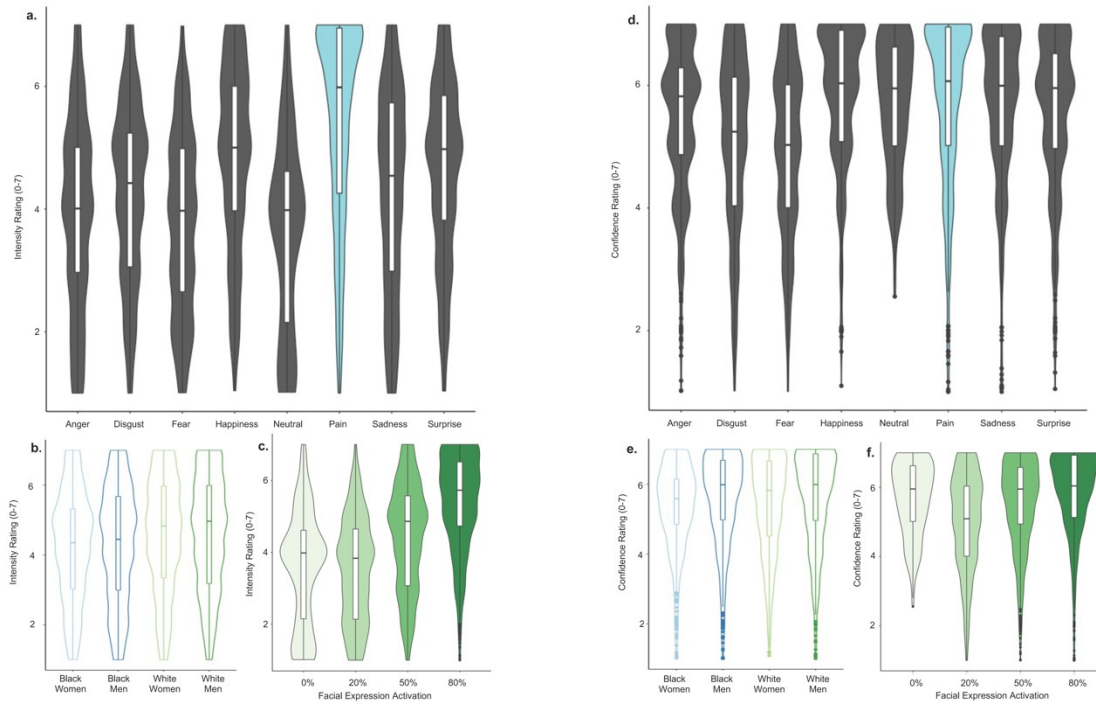 a.
Intensity Rating (0-7)
6
4
2
Anger Disgust Fear Happiness Neutral Pain Sadness Surprise
b.
Intensity Rating (0-7)
6
4
2
Black Women
Black Men
White Women
White Men
c.
Intensity Rating (0-7)
6
4
2
0% 20% 50% 80%
Facial Expression Activation
d.
Confidence Rating (0-7)
6
4
2
Anger Disgust Fear Happiness Neutral Pain Sadness Surprise
e.
Confidence Rating (0-7)
6
4
2
Black Women
Black Men
White Women
White Men
f.
Confidence Rating (0-7)
6
4
2
0% 20% 50% 80%
Facial Expression Activation